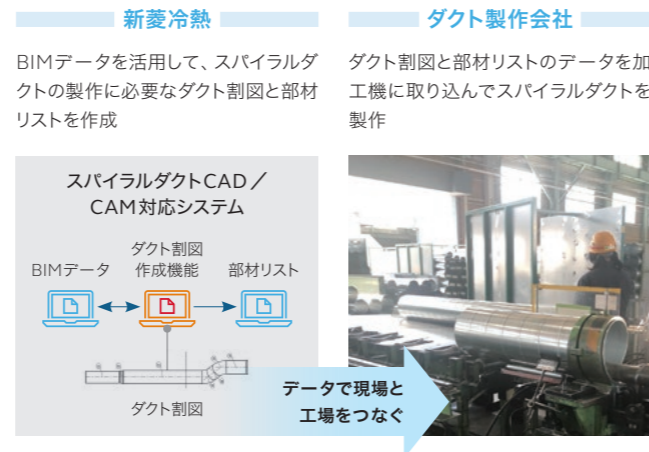 新菱冷熱
BIMデータを活用して、スパイラルダ
クトの製作に必要なダクト割図と部材
リストを作成
スパイラルダクトCAD／
CAM対応システム
BIMデータ
ダクト割図
作成機能
部材リスト
ダクト割図
データで現場と
工場をつなぐ
ダクト製作会社
ダクト割図と部材リストのデータを加
工機に取り込んでスパイラルダクトを
製作